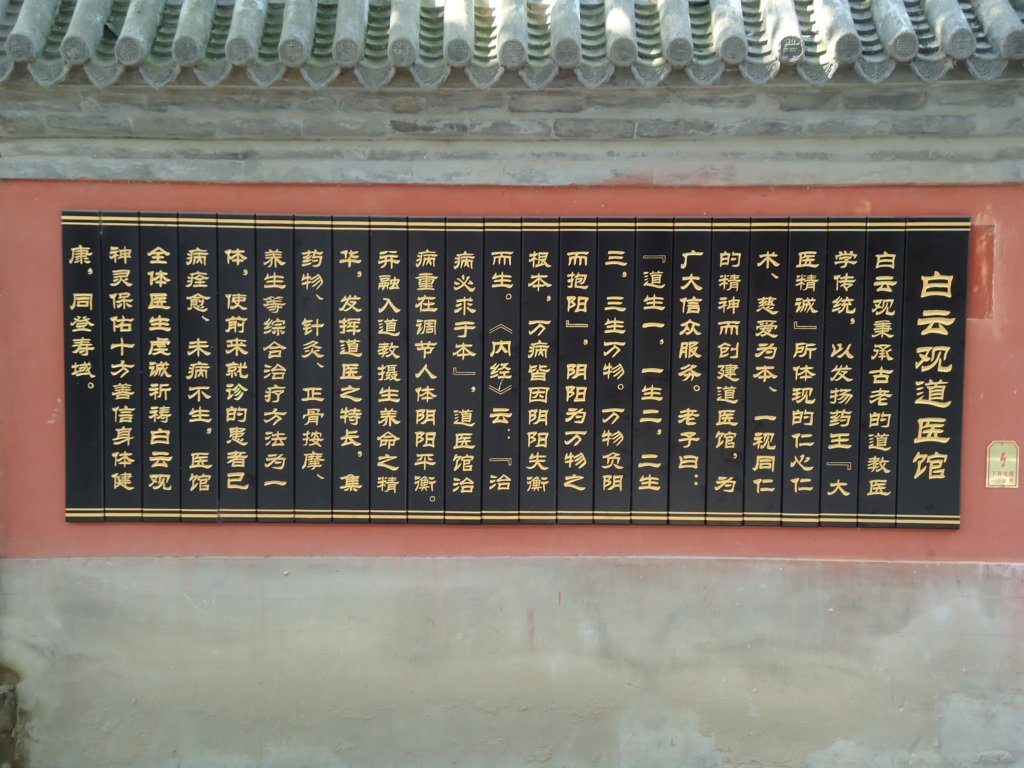 白云观道医馆
白云观秉承古老的道教医
学传统，以发扬药王『大
医精诚』所体现的仁心仁
术、慈爱为本、一视同仁
的精神而创建道医馆，为
广大信众服务。老子曰：
『道生一，一生二，二生
三，三生万物。万物负阴
而抱阳』，阴阳为万物之
根本，万病皆因阴阳失衡
而生。《内经》云：『治
病必求于本』，道医馆治
病重在调节人体阴阳平衡。
并融入道教摄生养命之精
华，发挥道医之特长，集
药物、针灸、正骨按摩、
养生等综合治疗方法为一
体，使前来就诊的患者已
病痊愈、未病不生，医馆
全体医生虔诚祈祷白云观
神灵保佑十方善信身体健
康，同登寿域。